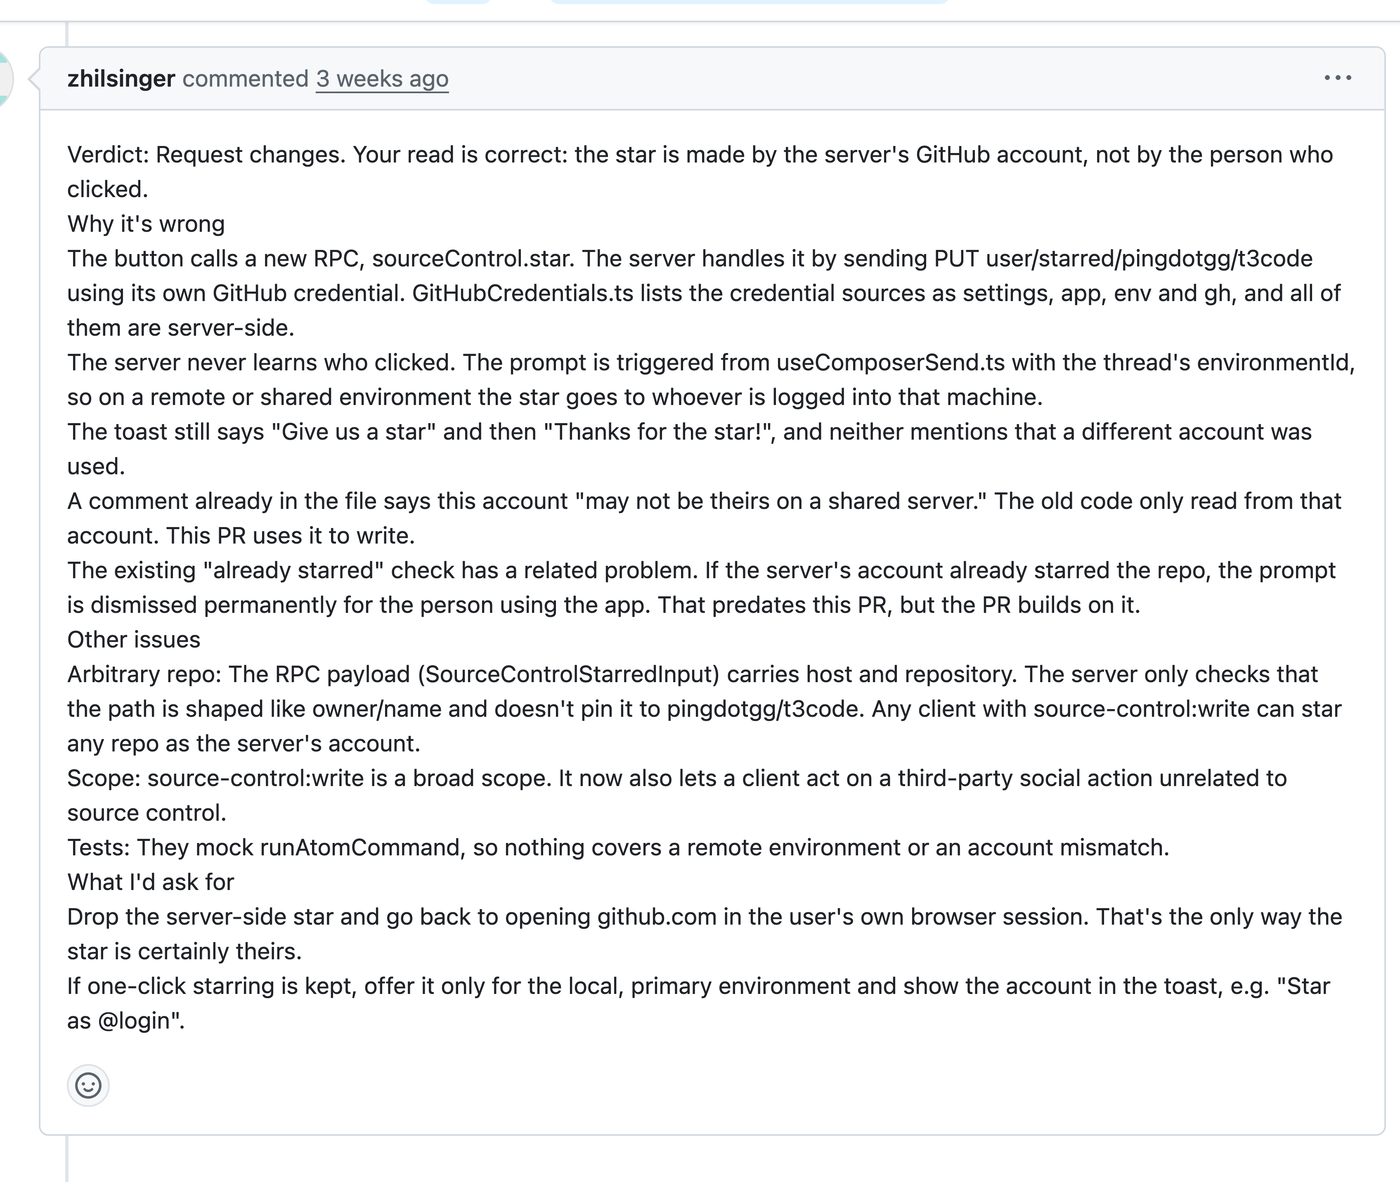 zhilsinger commented 3 weeks ago
Verdict: Request changes. Your read is correct: the star is made by the server's GitHub account, not by the person who
clicked.
Why it's wrong
The button calls a new RPC, sourceControl.star. The server handles it by sending PUT user/starred/pingdotgg/t3code
using its own GitHub credential. GitHubCredentials.ts lists the credential sources as settings, app, env and gh, and all of
them are server-side.
The server never learns who clicked. The prompt is triggered from useComposerSend.ts with the thread's environmentId,
so on a remote or shared environment the star goes to whoever is logged into that machine.
The toast still says "Give us a star" and then "Thanks for the star!", and neither mentions that a different account was
used.
A comment already in the file says this account "may not be theirs on a shared server." The old code only read from that
account. This PR uses it to write.
The existing "already starred" check has a related problem. If the server's account already starred the repo, the prompt
is dismissed permanently for the person using the app. That predates this PR, but the PR builds on it.
Other issues
Arbitrary repo: The RPC payload (SourceControlStarredInput) carries host and repository. The server only checks that
the path is shaped like owner/name and doesn't pin it to pingdotgg/t3code. Any client with source-control:write can star
any repo as the server's account.
Scope: source-control:write is a broad scope. It now also lets a client act on a third-party social action unrelated to
source control.
Tests: They mock runAtomCommand, so nothing covers a remote environment or an account mismatch.
What I'd ask for
Drop the server-side star and go back to opening github.com in the user's own browser session. That's the only way the
star is certainly theirs.
If one-click starring is kept, offer it only for the local, primary environment and show the account in the toast, e.g. "Star
as @login".